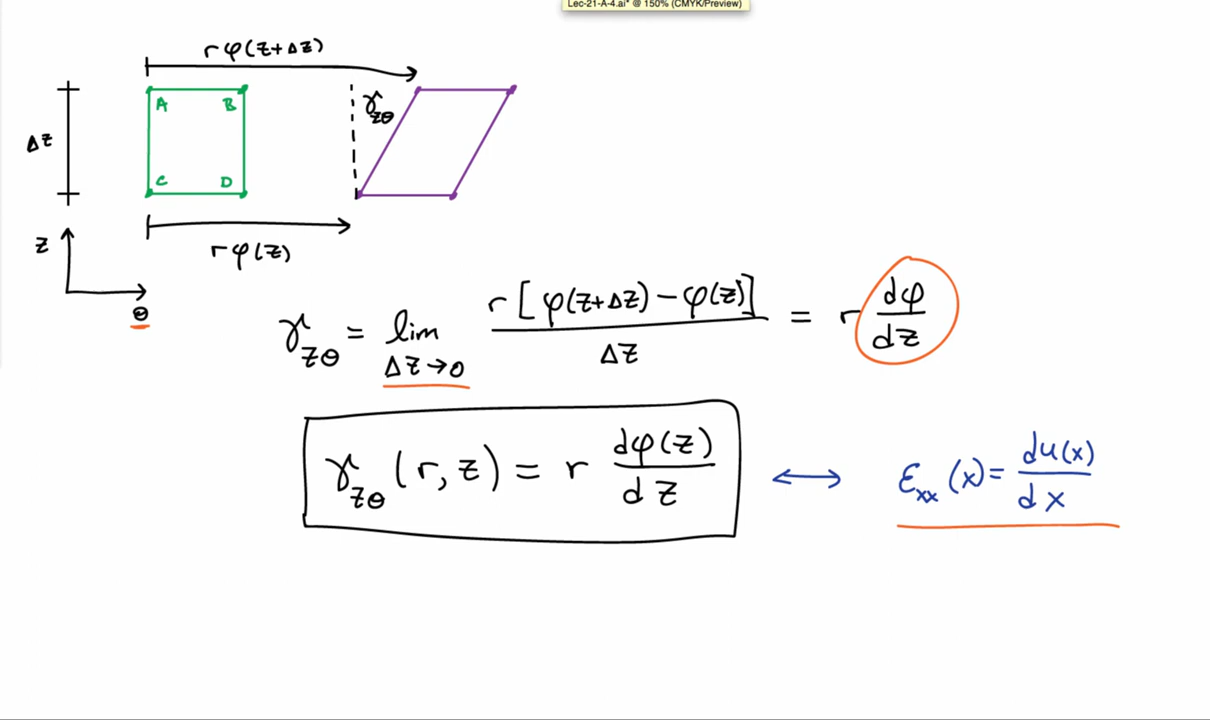 Lec-21-A-4.ai* @ 150% (CMYK/Preview)
rφ(z+Δz)
A B
γzθ
Δz
C D
z
rφ(z)
θ
γzθ = lim Δz→0 r[φ(z+Δz)−φ(z)] / Δz = r dφ/dz
γzθ (r,z) = r dφ(z)/dz ↔ εxx (x) = du(x)/dx